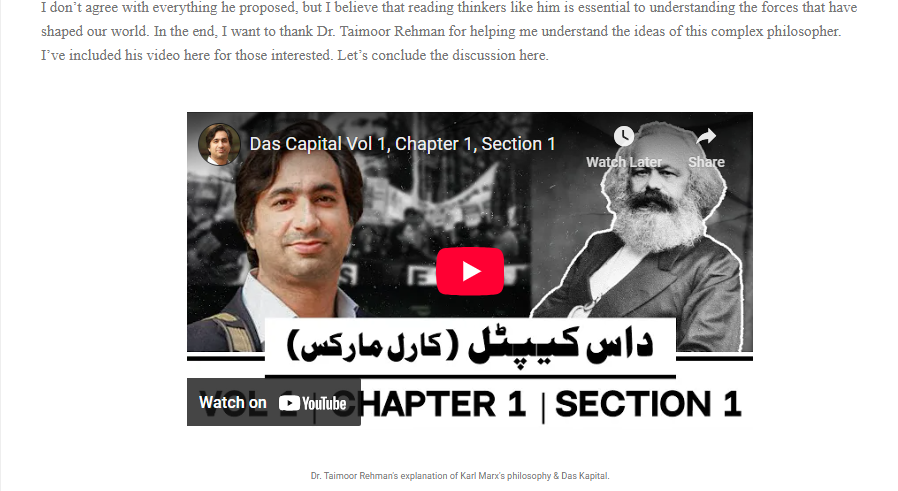 I don’t agree with everything he proposed, but I believe that reading thinkers like him is essential to understanding the forces that have
shaped our world. In the end, I want to thank Dr. Taimoor Rehman for helping me understand the ideas of this complex philosopher.
I’ve included his video here for those interested. Let’s conclude the discussion here.
Das Capital Vol 1, Chapter 1, Section 1
Watch Later Share
داس کیپٹل (کارل مارکس)
VOL 1 | CHAPTER 1 | SECTION 1
Watch on YouTube
Dr. Taimoor Rehman's explanation of Karl Marx's philosophy & Das Kapital.